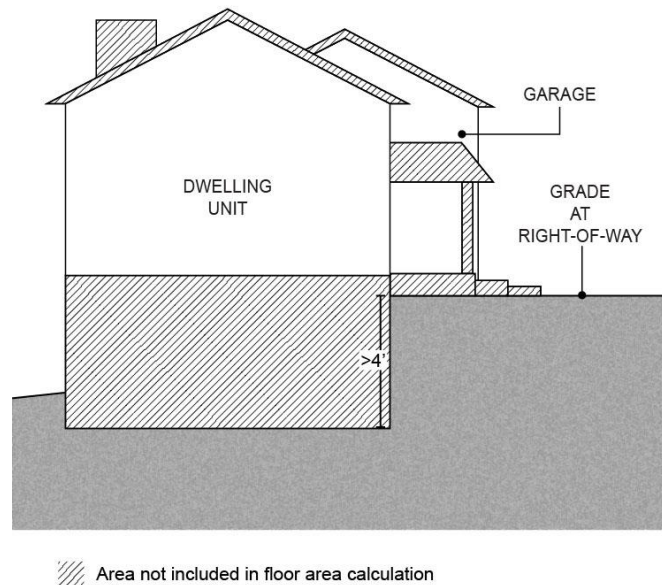 GARAGE
DWELLING
UNIT
GRADE
AT
RIGHT-OF-WAY
>4'
Area not included in floor area calculation